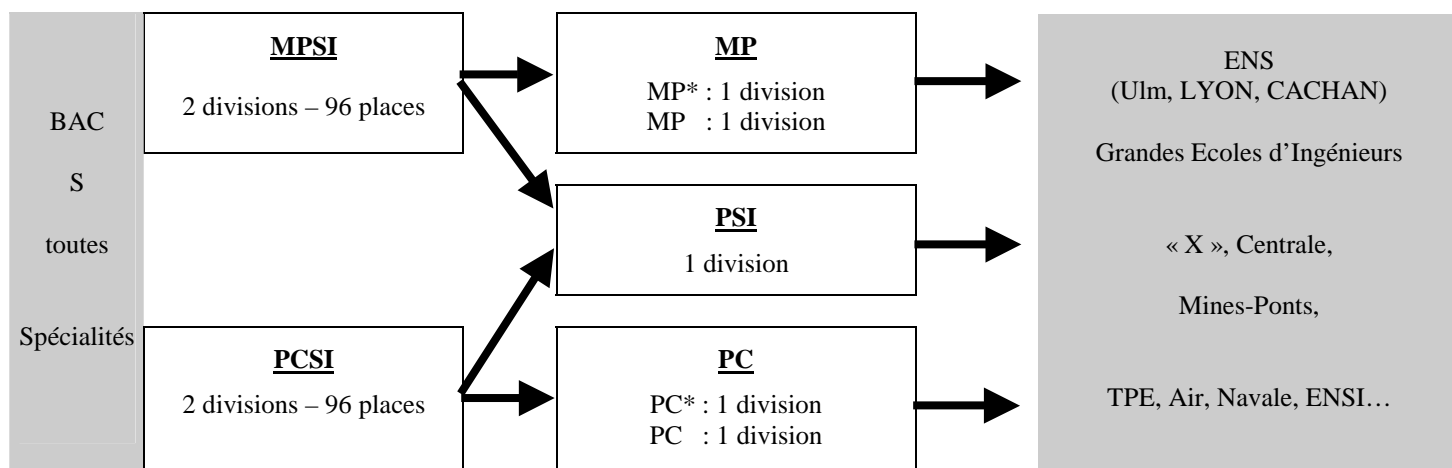 BAC
S
toutes
Spécialités
MPSI
2 divisions – 96 places
PCSI
2 divisions – 96 places
MP
MP* : 1 division
MP : 1 division
PSI
1 division
PC
PC* : 1 division
PC : 1 division
ENS
(Ulm, LYON, CACHAN)
Grandes Ecoles d’Ingénieurs
« X », Centrale,
Mines-Ponts,
TPE, Air, Navale, ENSI…